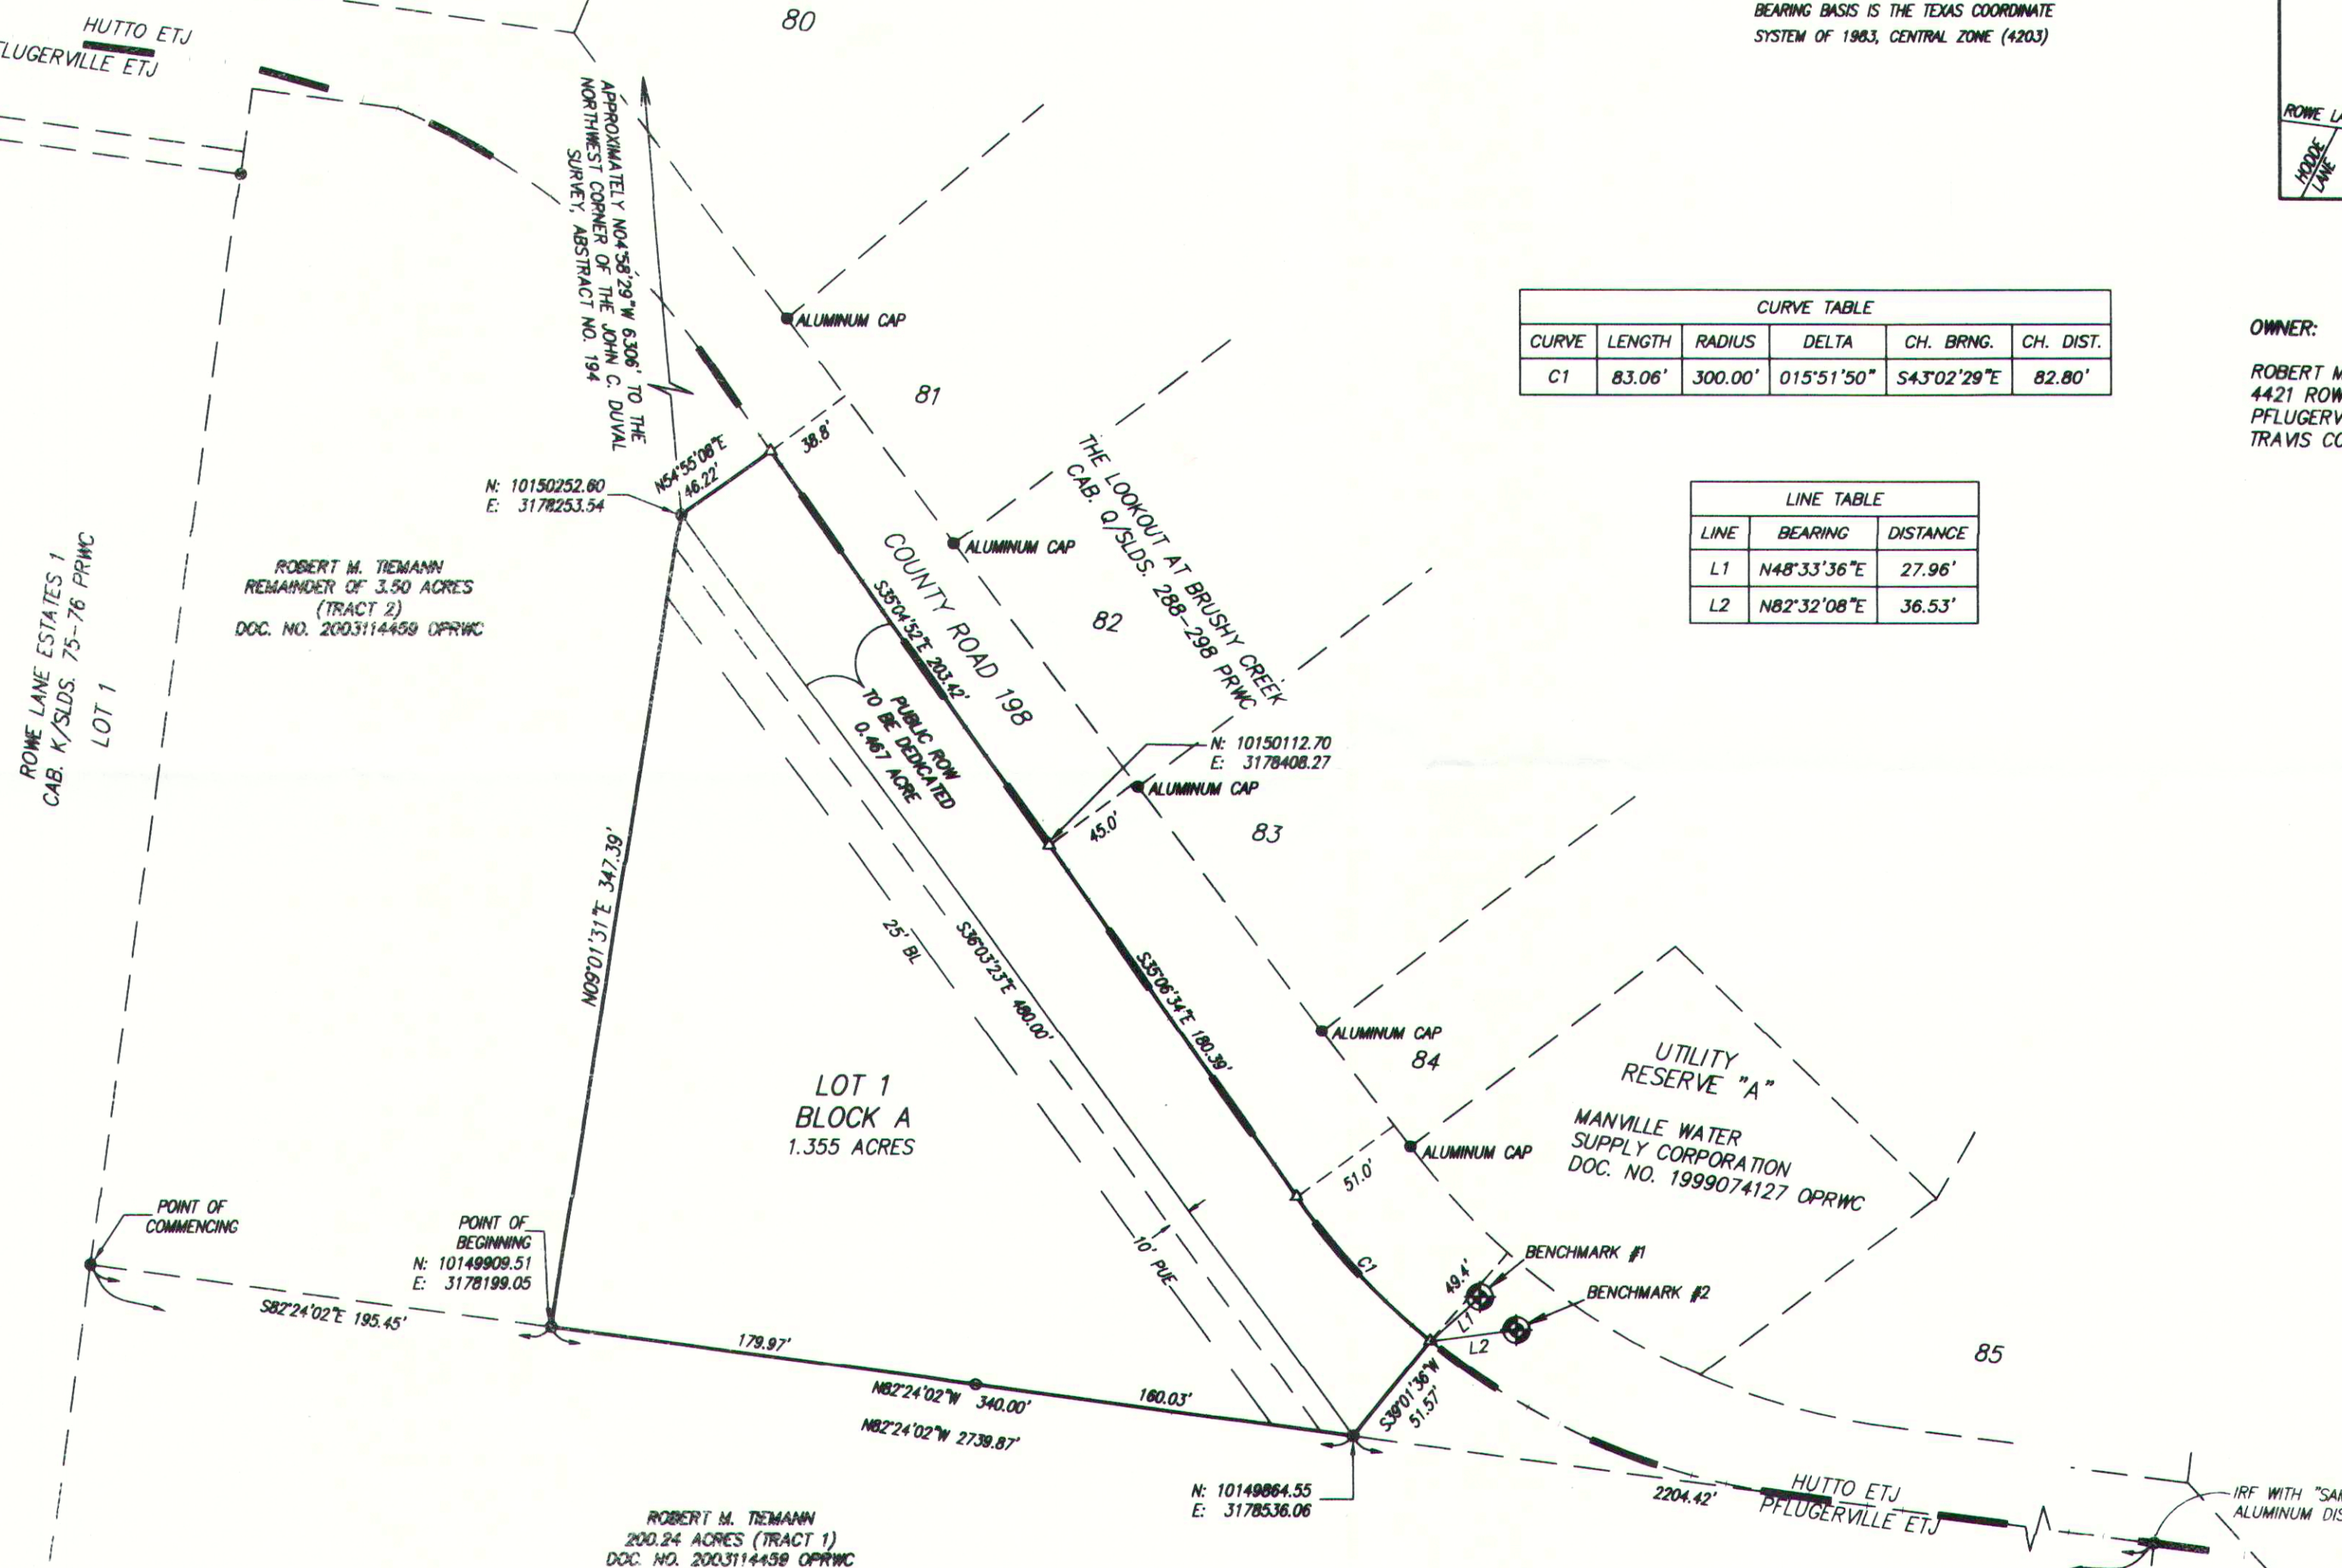 HUTTO ETJ
PFLUGERVILLE ETJ
80
BEARING BASIS IS THE TEXAS COORDINATE
SYSTEM OF 1983, CENTRAL ZONE (4203)
ROWE
HODDE
LANE
APPROXIMATELY N04°58'29"W 6306' TO THE
NORTHWEST CORNER OF THE JOHN C. DUVAL
SURVEY, ABSTRACT NO. 194
ALUMINUM CAP
81
38.8'
N54°55'08"E
46.22'
N: 10150252.60
E: 3178253.54
CURVE TABLE
CURVE LENGTH RADIUS DELTA CH. BRNG. CH. DIST.
C1 83.06' 300.00' 015°51'50" S43°02'29"E 82.80'
OWNER:
ROBERT M
4421 ROW
PFLUGERV
TRAVIS CO
LINE TABLE
LINE BEARING DISTANCE
L1 N48°33'36"E 27.96'
L2 N82°32'08"E 36.53'
THE LOOKOUT AT BRUSHY CREEK
CAB. Q/SLDS. 288-298 PRWC
ALUMINUM CAP
82
COUNTY ROAD 198
S35°04'52"E 203.42'
PUBLIC ROW
TO BE DEDICATED
0.467 ACRE
ROBERT M. TIEMANN
REMAINDER OF 3.50 ACRES
(TRACT 2)
DOC. NO. 2003114459 OPRWC
ROWE LANE ESTATES 1
CAB. K/SLDS. 75-76 PRWC
LOT 1
N: 10150112.70
E: 3178408.27
ALUMINUM CAP
45.0'
83
N09°01'31"E 347.39'
25' BL
S36°03'23"E 480.00'
S35°06'34"E 180.39'
ALUMINUM CAP
84
UTILITY
RESERVE "A"
MANVILLE WATER
SUPPLY CORPORATION
DOC. NO. 1999074127 OPRWC
LOT 1
BLOCK A
1.355 ACRES
ALUMINUM CAP
51.0'
POINT OF
COMMENCING
POINT OF
BEGINNING
N: 10149909.51
E: 3178199.05
S82°24'02"E 195.45'
10' PUE
C1
49.4'
BENCHMARK #1
BENCHMARK #2
L1
L2
85
179.97'
N82°24'02"W 340.00'
160.03'
N82°24'02"W 2739.87'
S39°01'36"W
51.57'
N: 10149864.55
E: 3178536.06
2204.42'
HUTTO ETJ
PFLUGERVILLE ETJ
IRF WITH
ALUMINUM
ROBERT M. TIEMANN
200.24 ACRES (TRACT 1)
DOC. NO. 2003114459 OPRWC